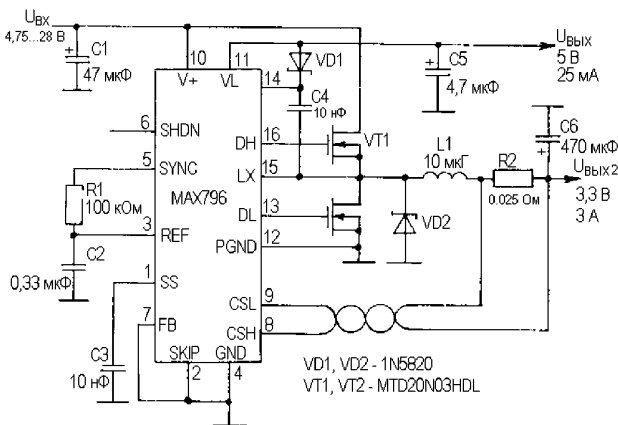 UВХ
4,75...28 В
C1
47 мкФ
10
11
V+
VL
14
VD1
C4
10 нФ
C5
4,7 мкФ
UВЫХ
5 В
25 мА
6
SHDN
5
SYNC
R1
100 кОм
MAX796
3
REF
C2
0,33 мкФ
1
SS
7
FB
C3
10 нФ
SKIP
GND
2
4
DH
16
VT1
LX
15
DL
13
PGND
12
CSL
9
CSH
8
VD2
L1
10 мкГ
R2
0.025 Ом
C6
470 мкФ
UВЫХ2
3,3 В
3 А
VD1, VD2 - 1N5820
VT1, VT2 - MTD20N03HDL